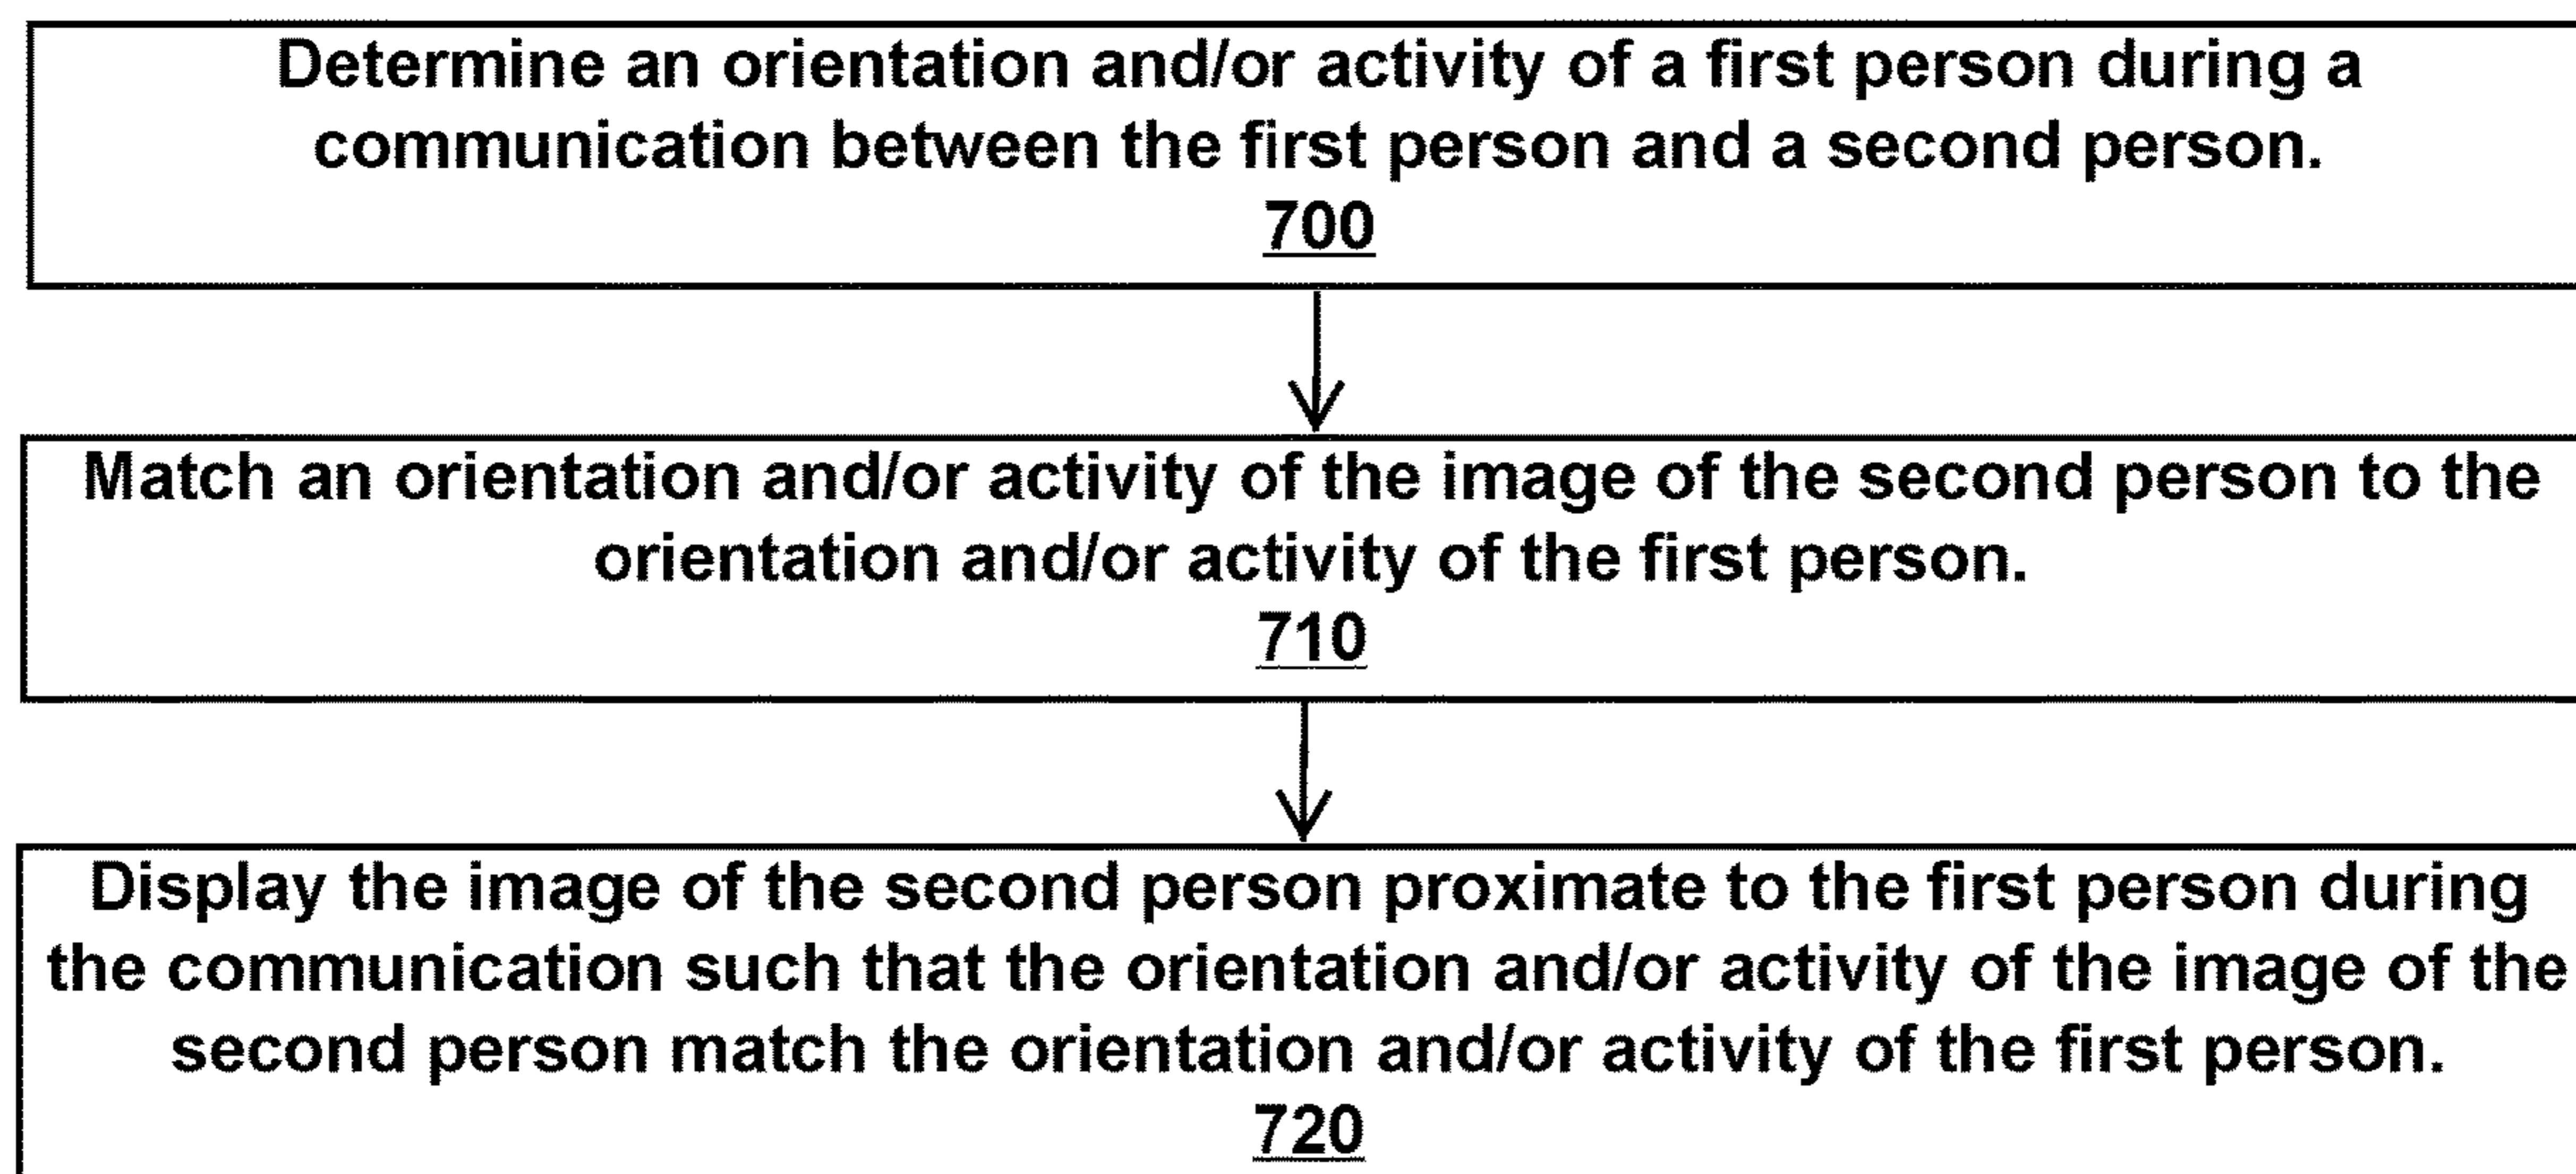 Determine an orientation and/or activity of a first person during a
communication between the first person and a second person.
700
Match an orientation and/or activity of the image of the second person to the
orientation and/or activity of the first person.
710
Display the image of the second person proximate to the first person during
the communication such that the orientation and/or activity of the image of the
second person match the orientation and/or activity of the first person.
720